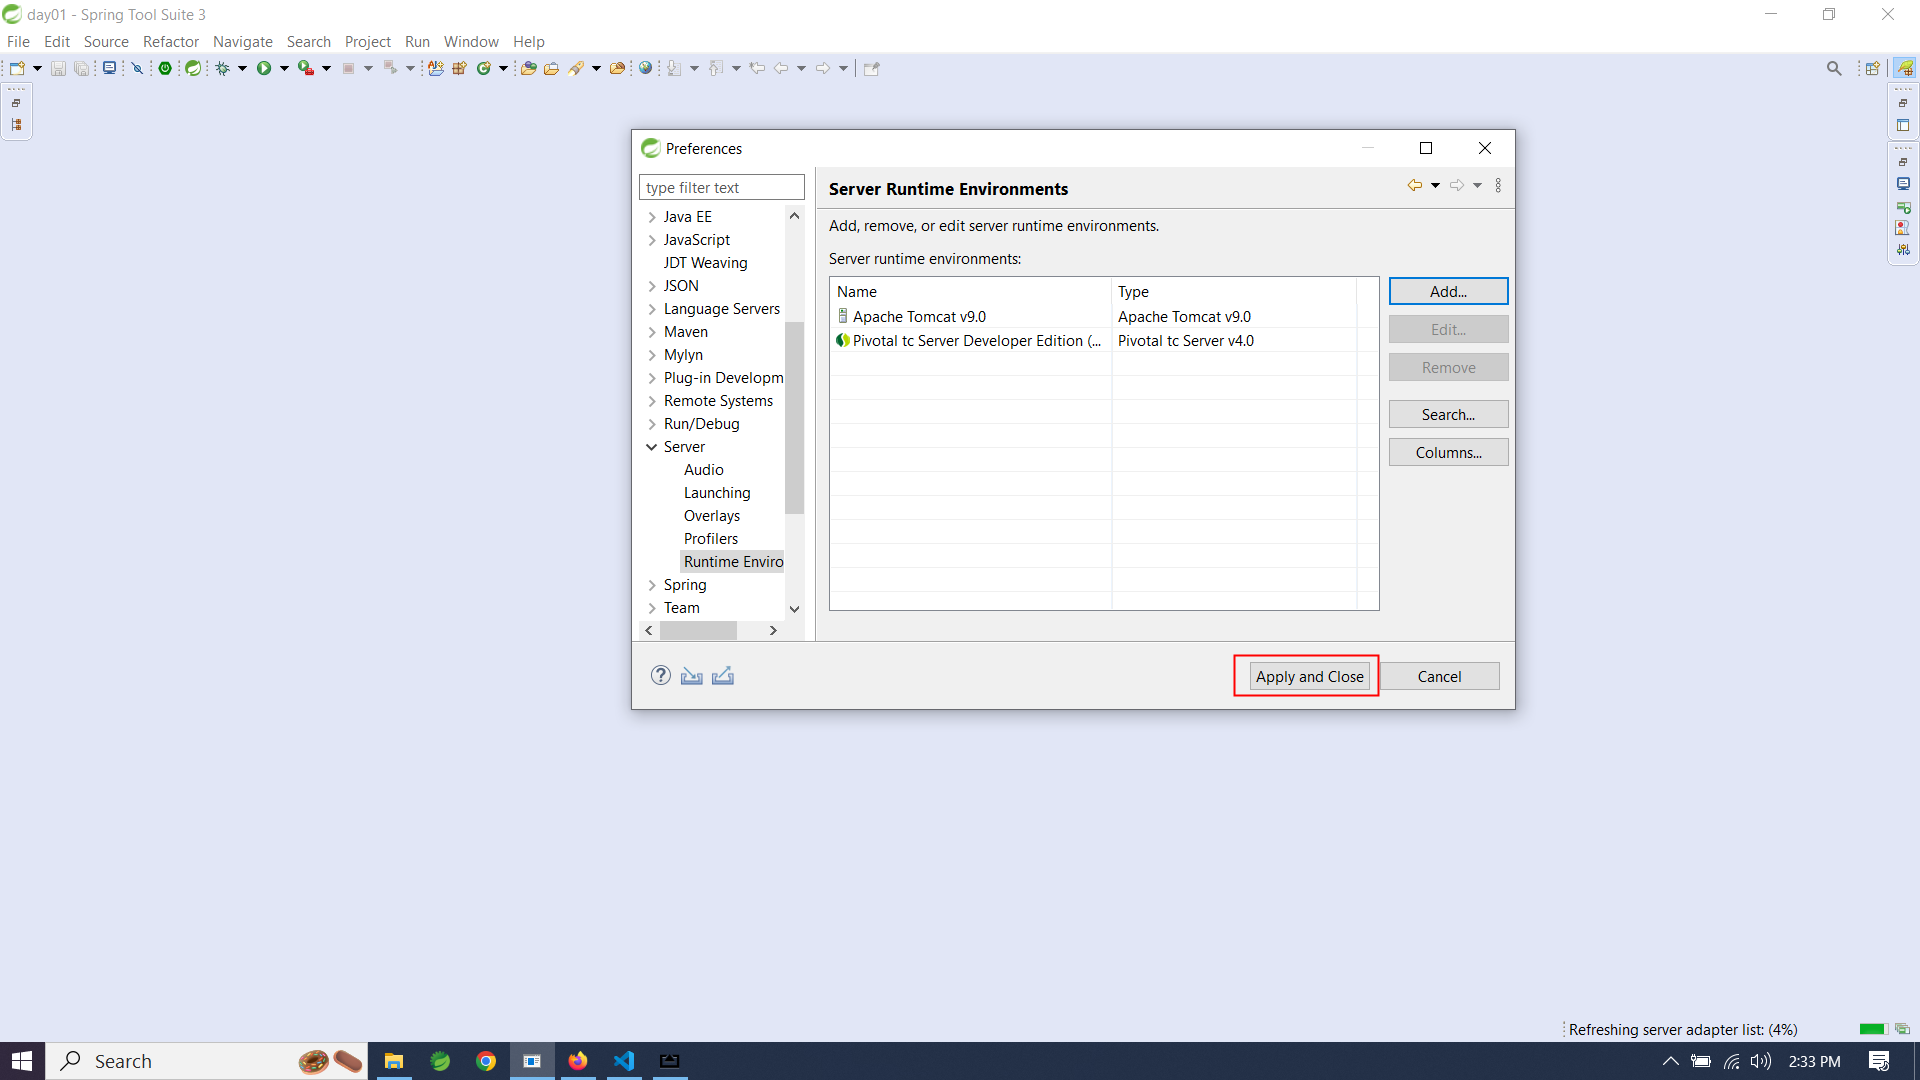 day01 - Spring Tool Suite 3
File Edit Source Refactor Navigate Search Project Run Window Help
Preferences
type filter text
Java EE
JavaScript
JDT Weaving
JSON
Language Servers
Maven
Mylyn
Plug-in Developm
Remote Systems
Run/Debug
Server
Audio
Launching
Overlays
Profilers
Runtime Enviro
Spring
Team
Server Runtime Environments
Add, remove, or edit server runtime environments.
Server runtime environments:
Name Type
Apache Tomcat v9.0 Apache Tomcat v9.0
Pivotal tc Server Developer Edition (... Pivotal tc Server v4.0
Add...
Edit...
Remove
Search...
Columns...
Apply and Close Cancel
Refreshing server adapter list: (4%)
Search
2:33 PM